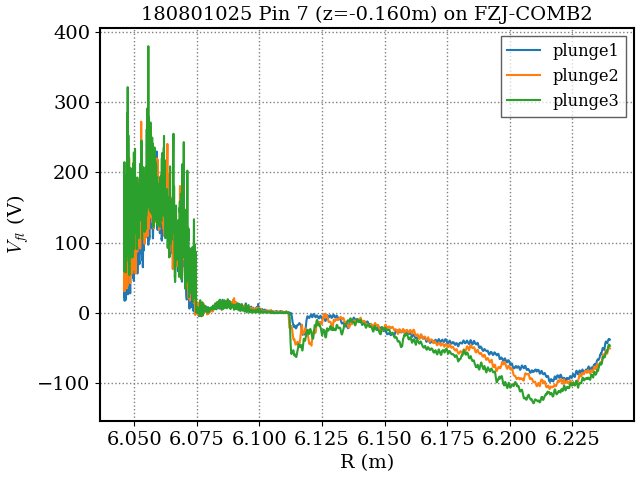 180801025 Pin 7 (z=-0.160m) on FZJ-COMB2
400
300
200
100
0
−100
V_fl (V)
6.050 6.075 6.100 6.125 6.150 6.175 6.200 6.225
R (m)
plunge1
plunge2
plunge3